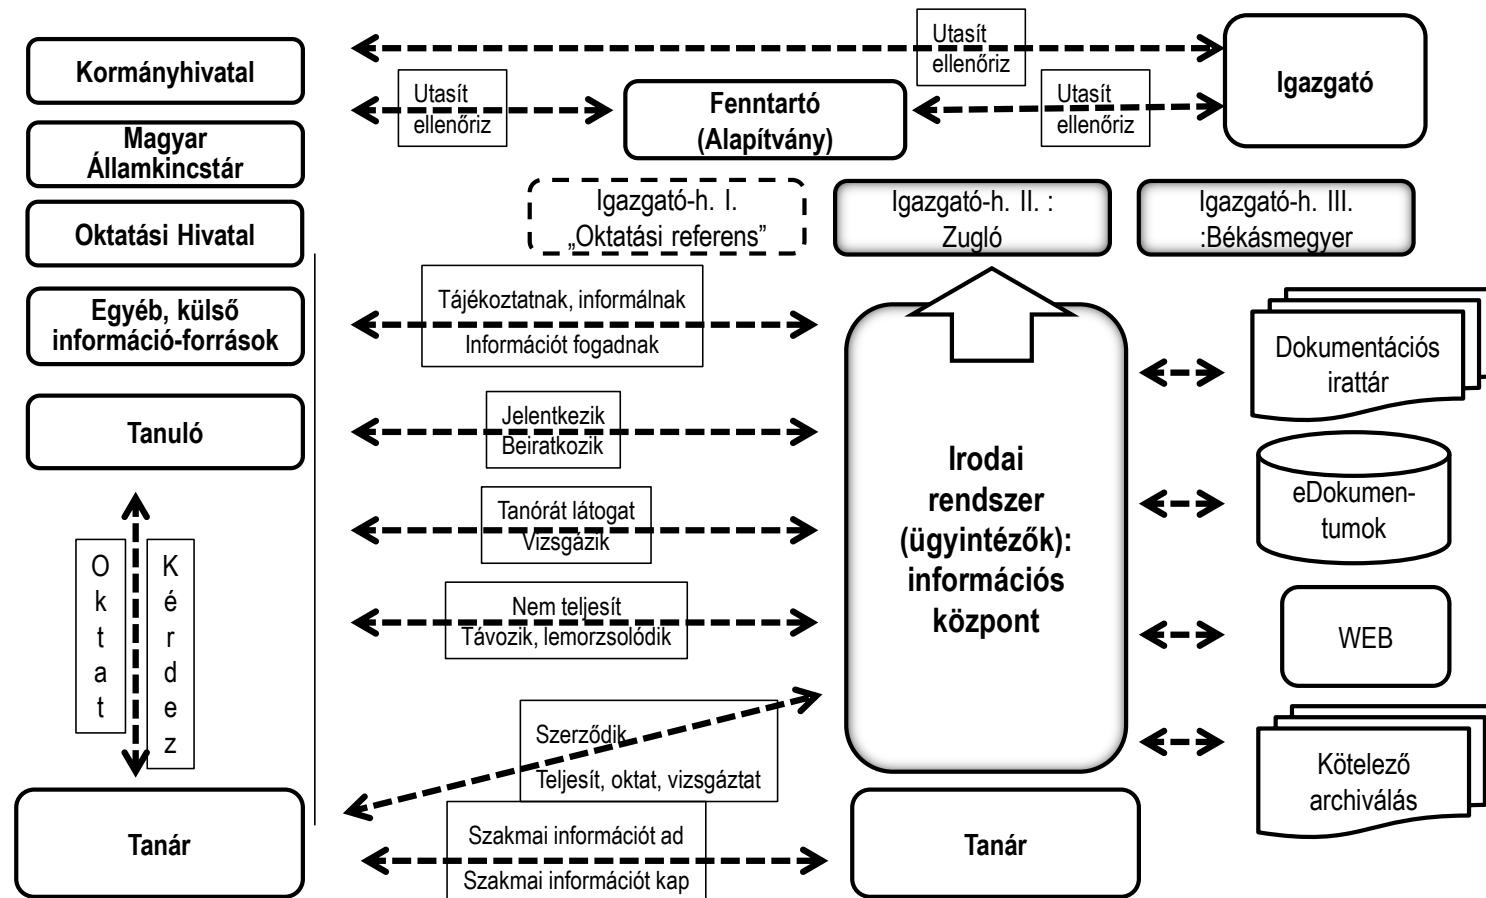 Kormányhivatal
Utasít
ellenőriz
Utasít
ellenőriz
Fenntartó
(Alapítvány)
Utasít
ellenőriz
Igazgató
Magyar
Államkincstár
Oktatási Hivatal
Igazgató-h. I.
„Oktatási referens”
Igazgató-h. II. :
Zugló
Igazgató-h. III.
:Békásmegyer
Egyéb, külső
információ-források
Tájékoztatnak, informálnak
Információt fogadnak
Dokumentációs
irattár
Tanuló
Jelentkezik
Beiratkozik
Irodai
rendszer
(ügyintézők):
információs
központ
eDokumen-
tumok
Tanórát látogat
Vizsgázik
Oktat
Kérdez
Nem teljesít
Távozik, lemorzsolódik
WEB
Szerződik
Teljesít, oktat, vizsgáztat
Kötelező
archiválás
Tanár
Szakmai információt ad
Szakmai információt kap
Tanár